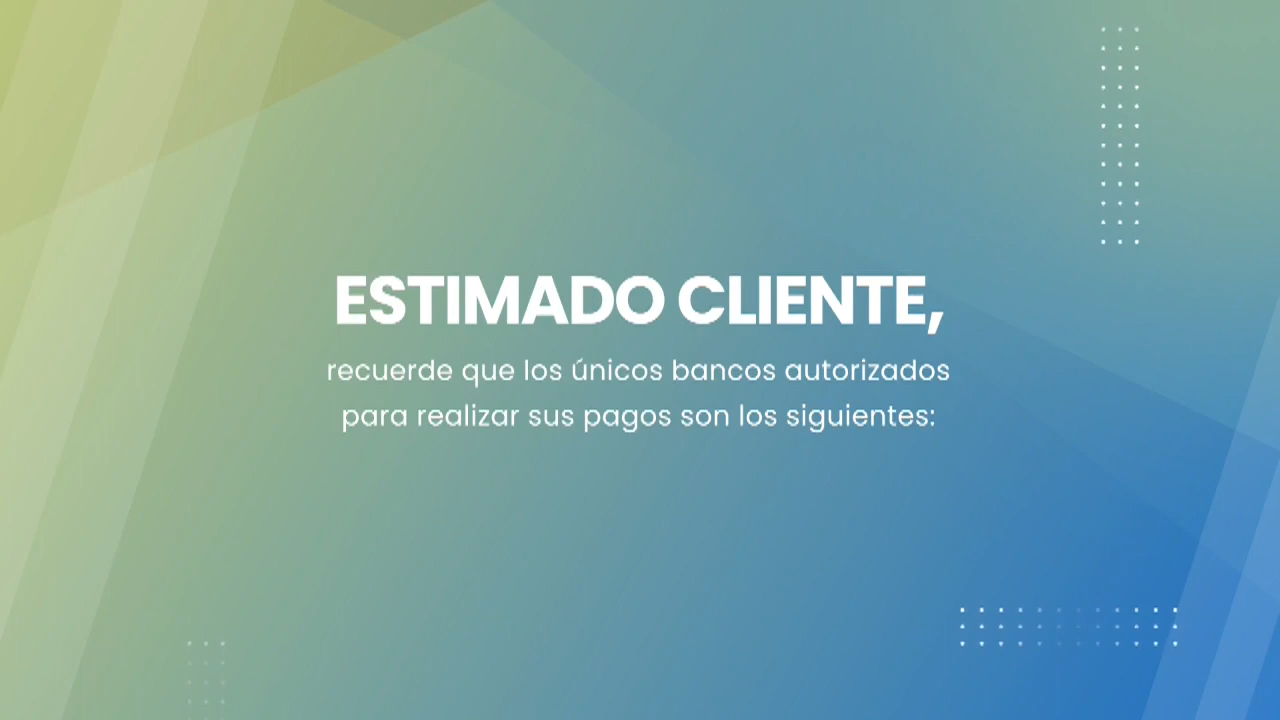 ESTIMADO CLIENTE,
recuerde que los únicos bancos autorizados
para realizar sus pagos son los siguientes: